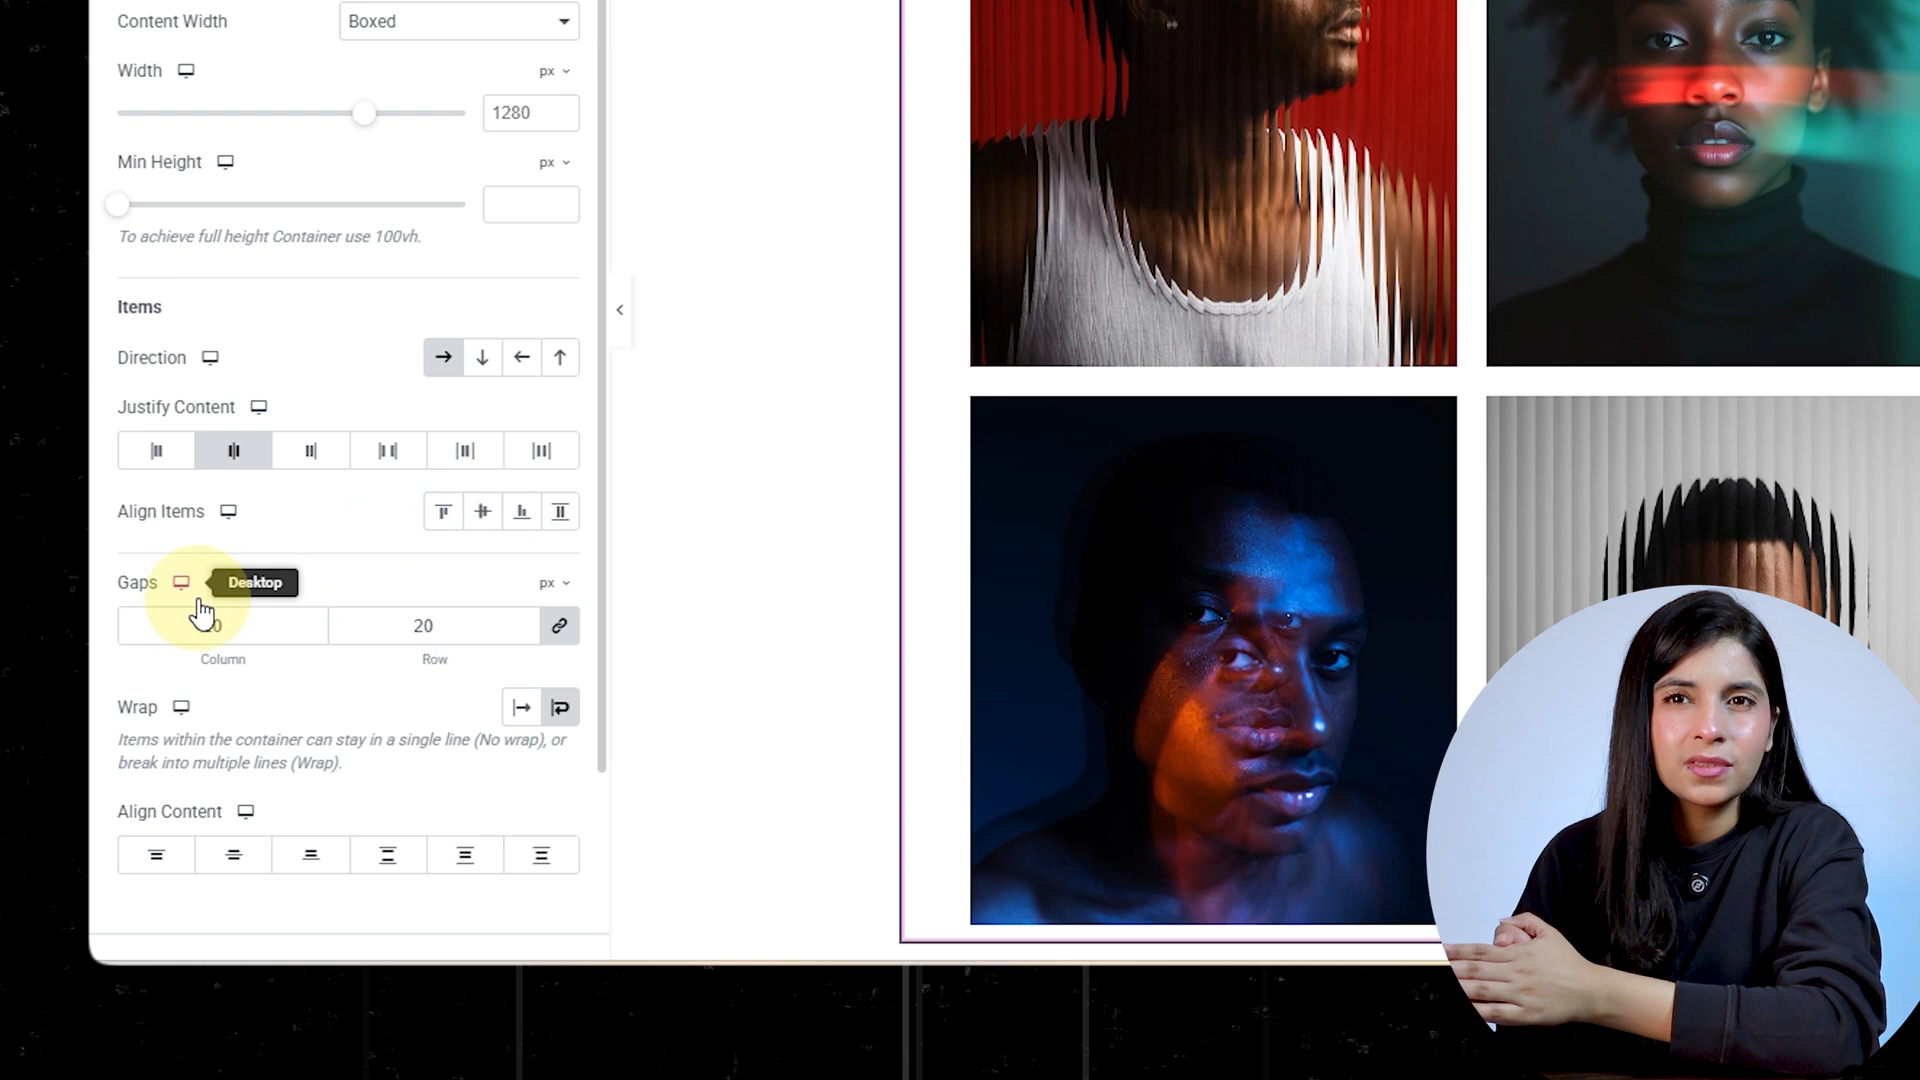 Content Width
Boxed
Width
px
1280
Min Height
px
To achieve full height Container use 100vh.
Items
Direction
Justify Content
Align Items
Gaps
Desktop
px
20
Column
Row
Wrap
Items within the container can stay in a single line (No wrap), or
break into multiple lines (Wrap).
Align Content